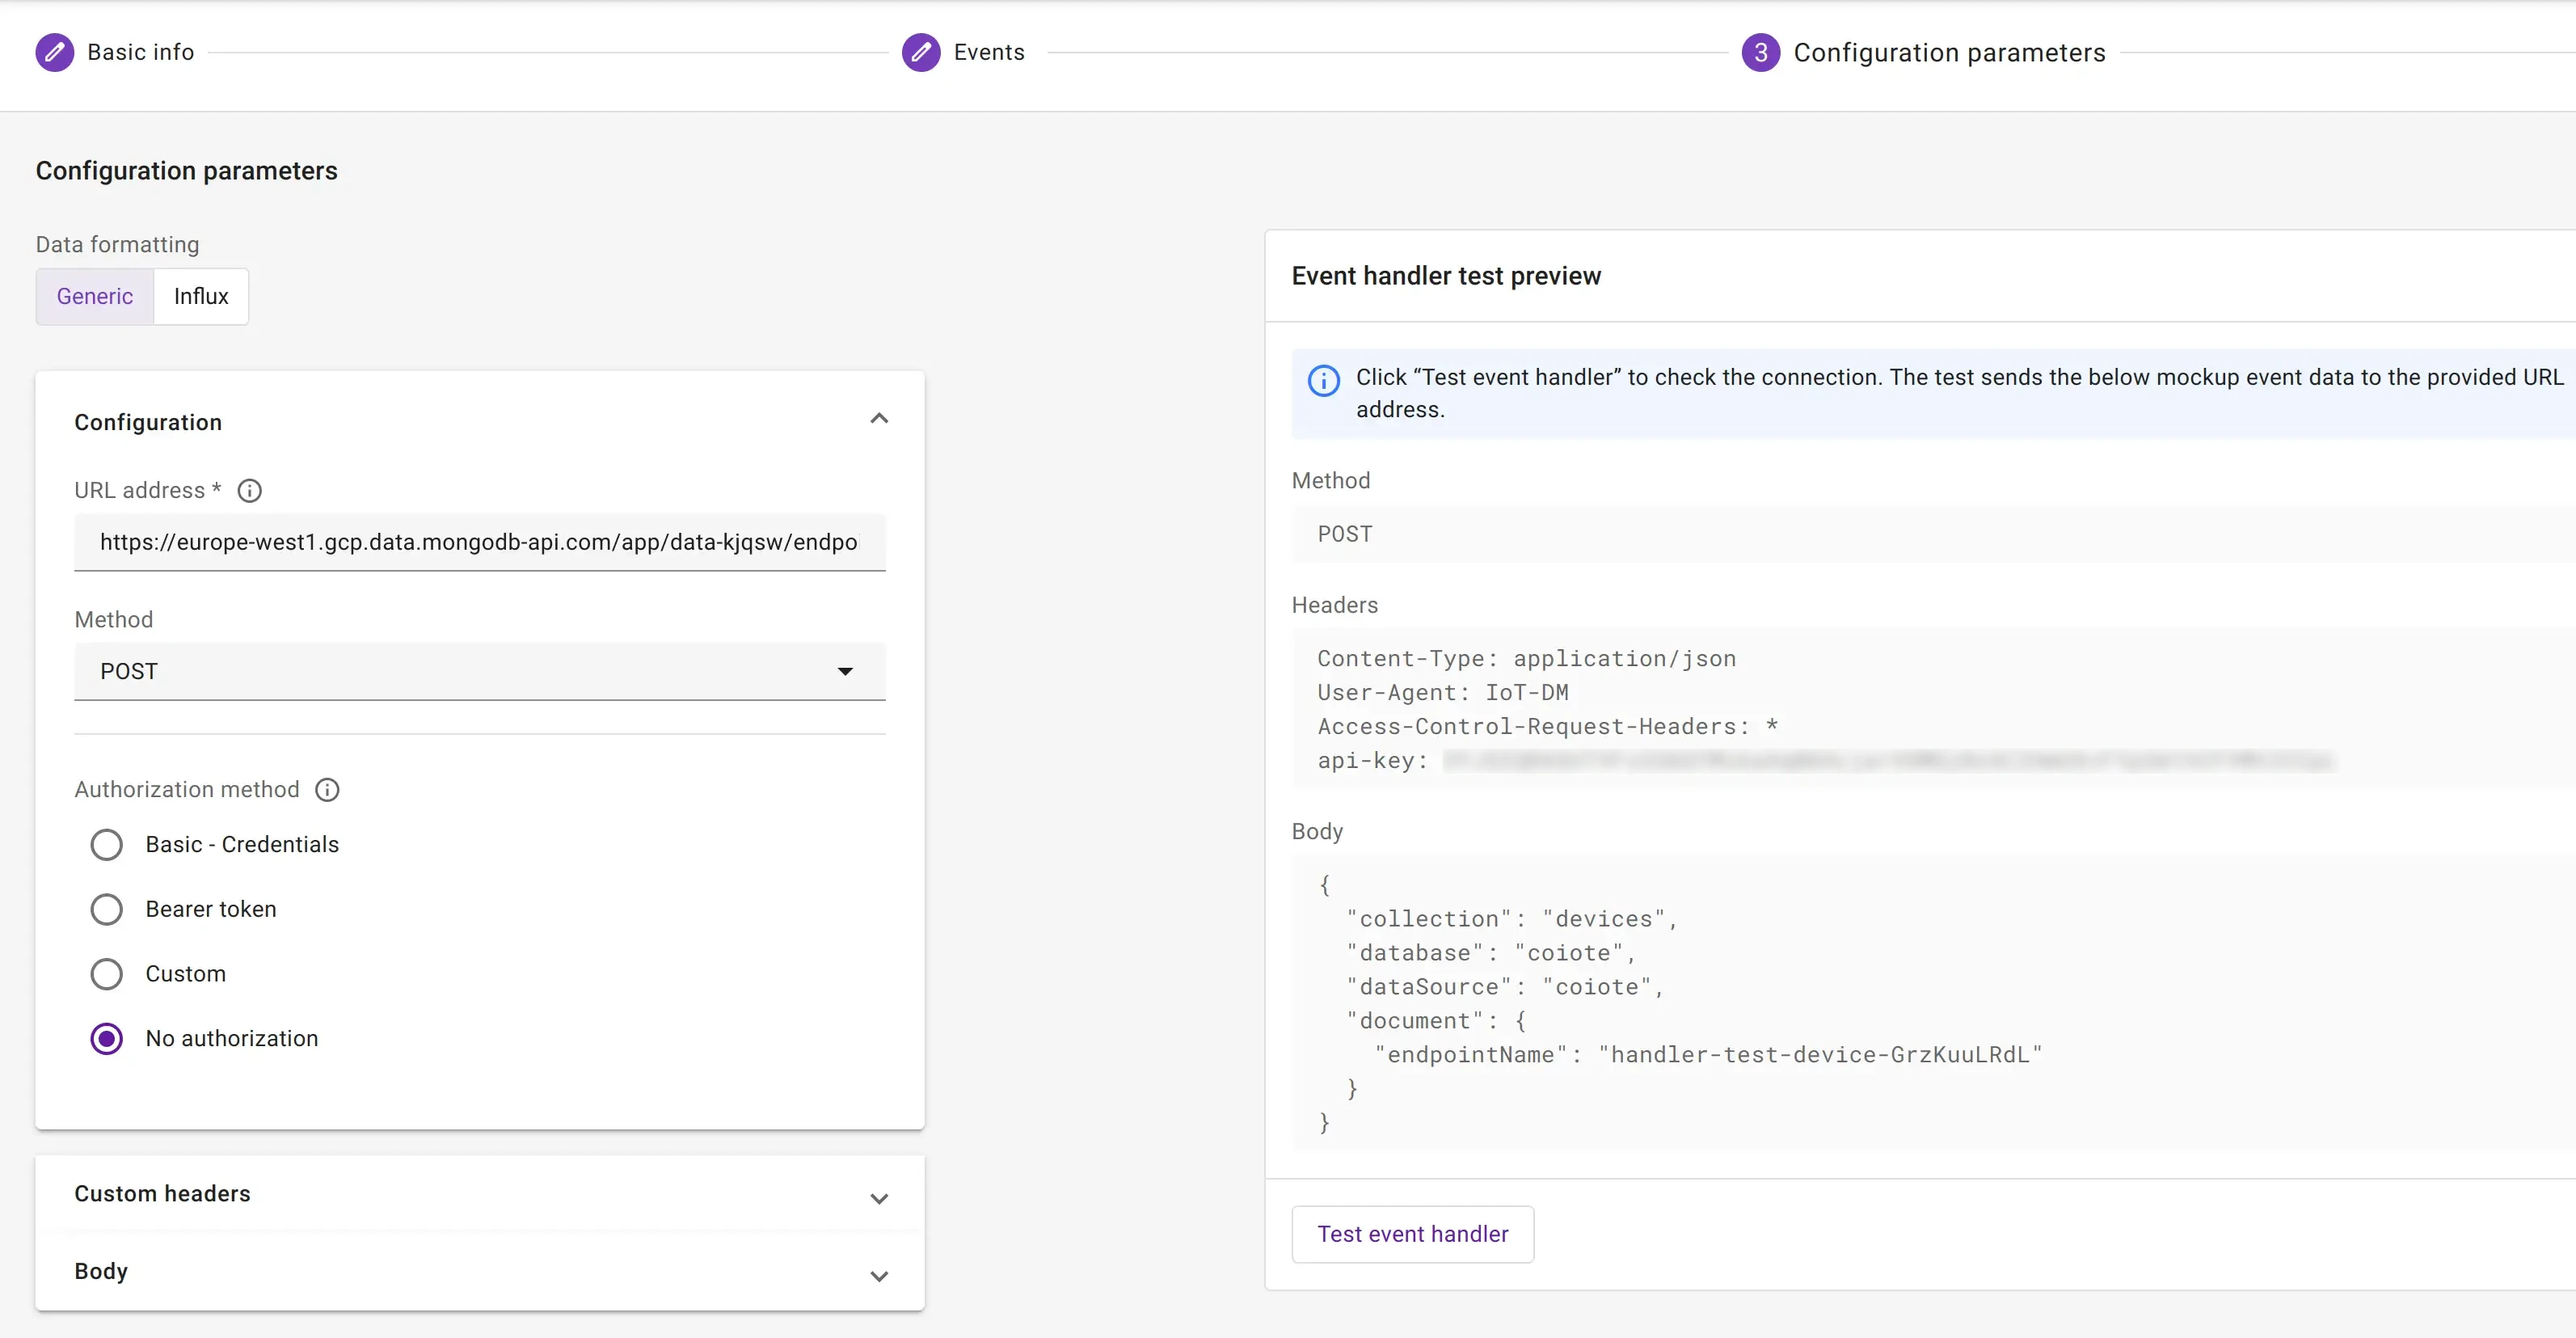 Basic info
Events
3 Configuration parameters
Configuration parameters
Data formatting
Generic
Influx
Configuration
URL address *
https://europe-west1.gcp.data.mongodb-api.com/app/data-kjqsw/endpo
Method
POST
Authorization method
Basic - Credentials
Bearer token
Custom
No authorization
Custom headers
Body
Event handler test preview
Click “Test event handler” to check the connection. The test sends the below mockup event data to the provided URL
address.
Method
POST
Headers
Content-Type: application/json
User-Agent: IoT-DM
Access-Control-Request-Headers: *
api-key:
Body
{
"collection": "devices",
"database": "coiote",
"dataSource": "coiote",
"document": {
"endpointName": "handler-test-device-GrzKuuLRdL"
}
}
Test event handler